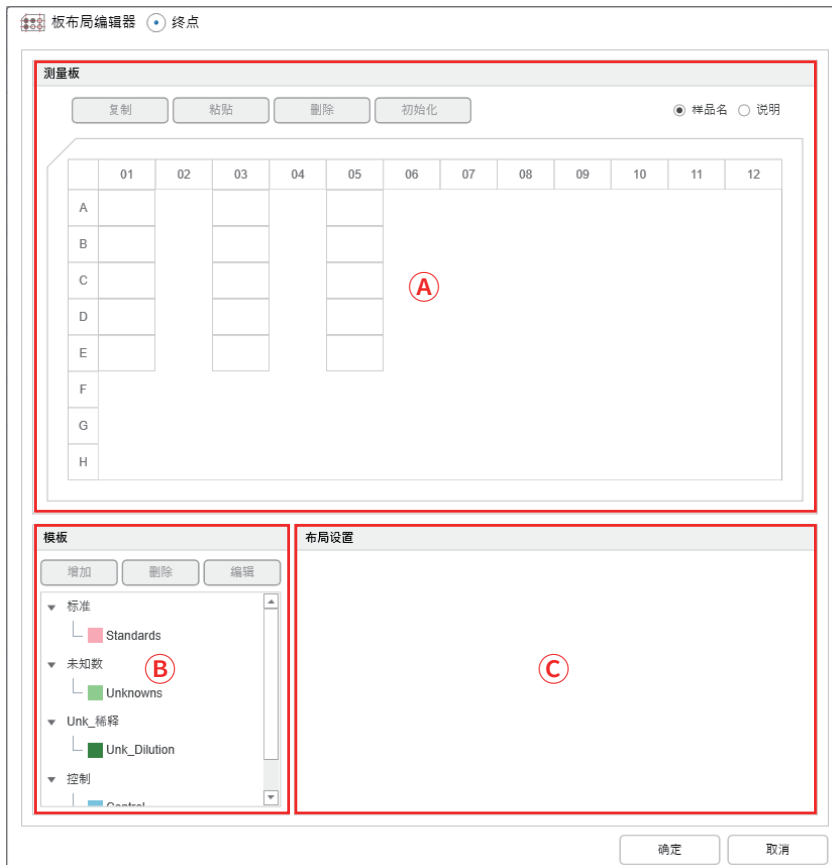 板布局编辑器 终点
测量板
复制 粘贴 删除 初始化 样品名 说明
01 02 03 04 05 06 07 08 09 10 11 12
A
B
C
Ⓐ
D
E
F
G
H
模板 布局设置
增加 删除 编辑
标准
Standards
未知数
Ⓑ Ⓒ
Unknowns
Unk_稀释
Unk_Dilution
控制
Control
确定 取消